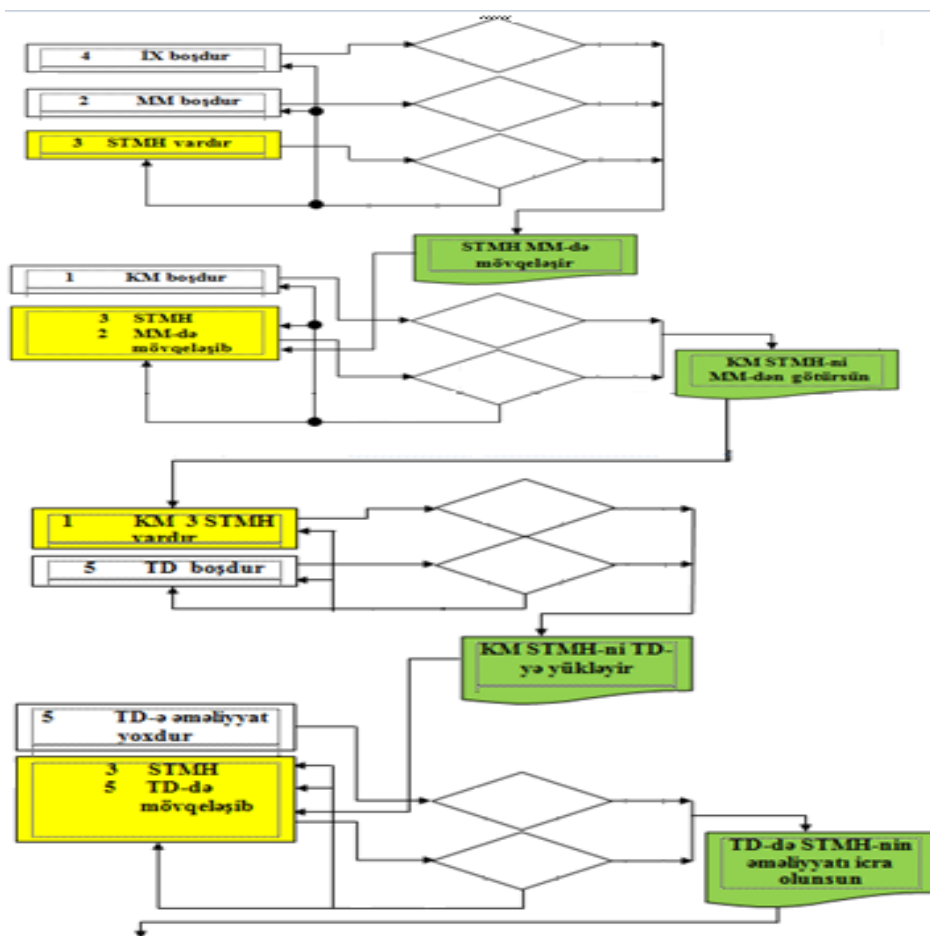 4 İX boşdur
2 MM boşdur
3 STMH vardır
STMH MM-də
mövqeləşir
1 KM boşdur
3 STMH
2 MM-də
mövqeləşib
KM STMH-ni
MM-dən götürsün
1 KM 3 STMH
vardır
5 TD boşdur
KM STMH-ni TD-
yə yükləyir
5 TD-ə əməliyyat
yoxdur
3 STMH
5 TD-də
mövqeləşib
TD-də STMH-nin
əməliyyatı icra
olunsun